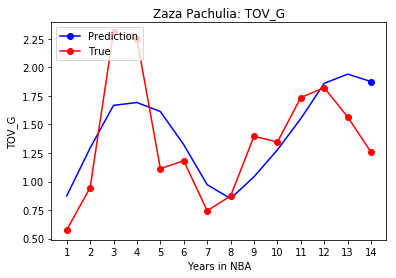 Zaza Pachulia: TOV_G
Prediction
True
2.25
2.00
1.75
1.50
1.25
1.00
0.75
0.50
TOV_G
1 2 3 4 5 6 7 8 9 10 11 12 13 14
Years in NBA